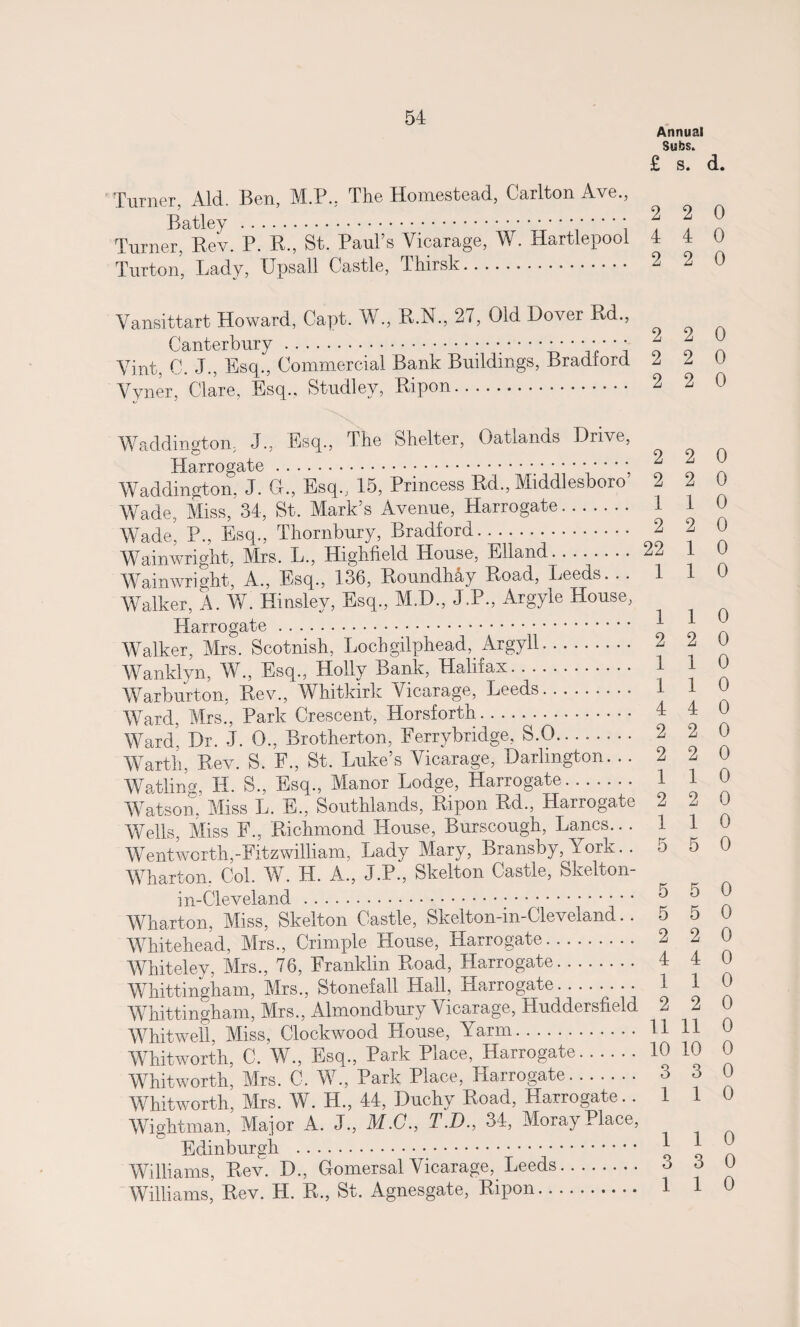 54
Annual
Subs.
£ s. d.
Turner, Ald. Ben, M.P., The Homestead, Carlton Ave.,
Batley .......... 2 2 0
Turner, Rev. P. R., St. Paul's Vicarage, W. Hartlepool 4 4 0
Turton, Lady, Upsall Castle, Thirsk.......... 2 2 0
Vansittart Howard, Capt. W., R.N., 27, Old Dover Rd.,
Canterbury .......... 2 2 0
Vint, C. J., Esq., Commercial Bank Buildings, Bradford 2 2 0
Vyner, Clare, Esq., Studley, Ripon.......... 2 2 0
Waddington, J., Esq., The Shelter, Oatlands Drive,
Harrogate .......... 2 2 0
Waddington, J. G., Esq., 15, Princess Rd., Middlesboro' 2 2 0
Wade, Miss, 34, St. Mark's Avenue, Harrogate....... 1 1 0
Wade, P., Esq., Thornbury, Bradford.......... 2 2 0
Wainwright, Mrs. L., Highfield House, Elland........ 22 1 0
Wainwright, A., Esq., 136, Roundhay Road, Leeds... 1 1 0
Walker, A. W. Hinsley, Esq., M.D., J.P., Argyle House,
Harrogate .......... 1 1 0
Walker, Mrs. Scotnish, Lochgilphead, Argyll.......... 2 2 0
Wanklyn, W., Esq., Holly Bank, Halifax.......... 1 1 0
Warburton, Rev., Whitkirk Vicarage, Leeds.......... 1 1 0
Ward, Mrs., Park Crescent, Horsforth.......... 4 4 0
Ward, Dr. J. O., Brotherton, Ferrybridge, S.O........ 2 2 0
Warth, Rev. S. F., St. Luke's Vicarage, Darlington... 2 2 0
Watling, H. S., Esq., Manor Lodge, Harrogate....... 1 1 0
Watson, Miss L. E., Southlands, Ripon Rd., Harrogate 2 2 0
Wells, Miss F., Richmond House, Burscough, Lancs... 1 1 0
Wentworth,-Fitzwilliam, Lady Mary, Bransby, York.. 5 5 0
Wharton, Col. W. H. A., J.P., Skelton Castle, Skelton-
in-Cleveland .......... 5 5 0
Wharton, Miss, Skelton Castle, Skelton-in-Cleveland.. 5 5 0
Whitehead, Mrs., Crimple House, Harrogate.......... 2 2 0
Whiteley, Mrs., 76, Franklin Road, Harrogate........ 4 4 0
Whittingham, Mrs., Stonefall Hall, Harrogate........ 1 1 0
Whittingham, Mrs., Almondbury Vicarage, Huddersfield 2 2 0
Whitwell, Miss, Clockwood House, Yarm.......... 11 11 0
Whitworth, C. W., Esq., Park Place, Harrogate...... 10 10 0
Whitworth, Mrs. C. W., Park Place, Harrogate....... 3 3 0
Whitworth, Mrs. W. H., 44, Duchy Road, Harrogate.. 1 1 0
Wightman, Major A. J., M.C., T.D., 34, Moray Place,
Edinburgh .......... 1 1 0
Williams, Rev. D., Gomersal Vicarage, Leeds........ 3 3 0
Williams, Rev. H. R., St. Agnesgate, Ripon.......... 1 1 0